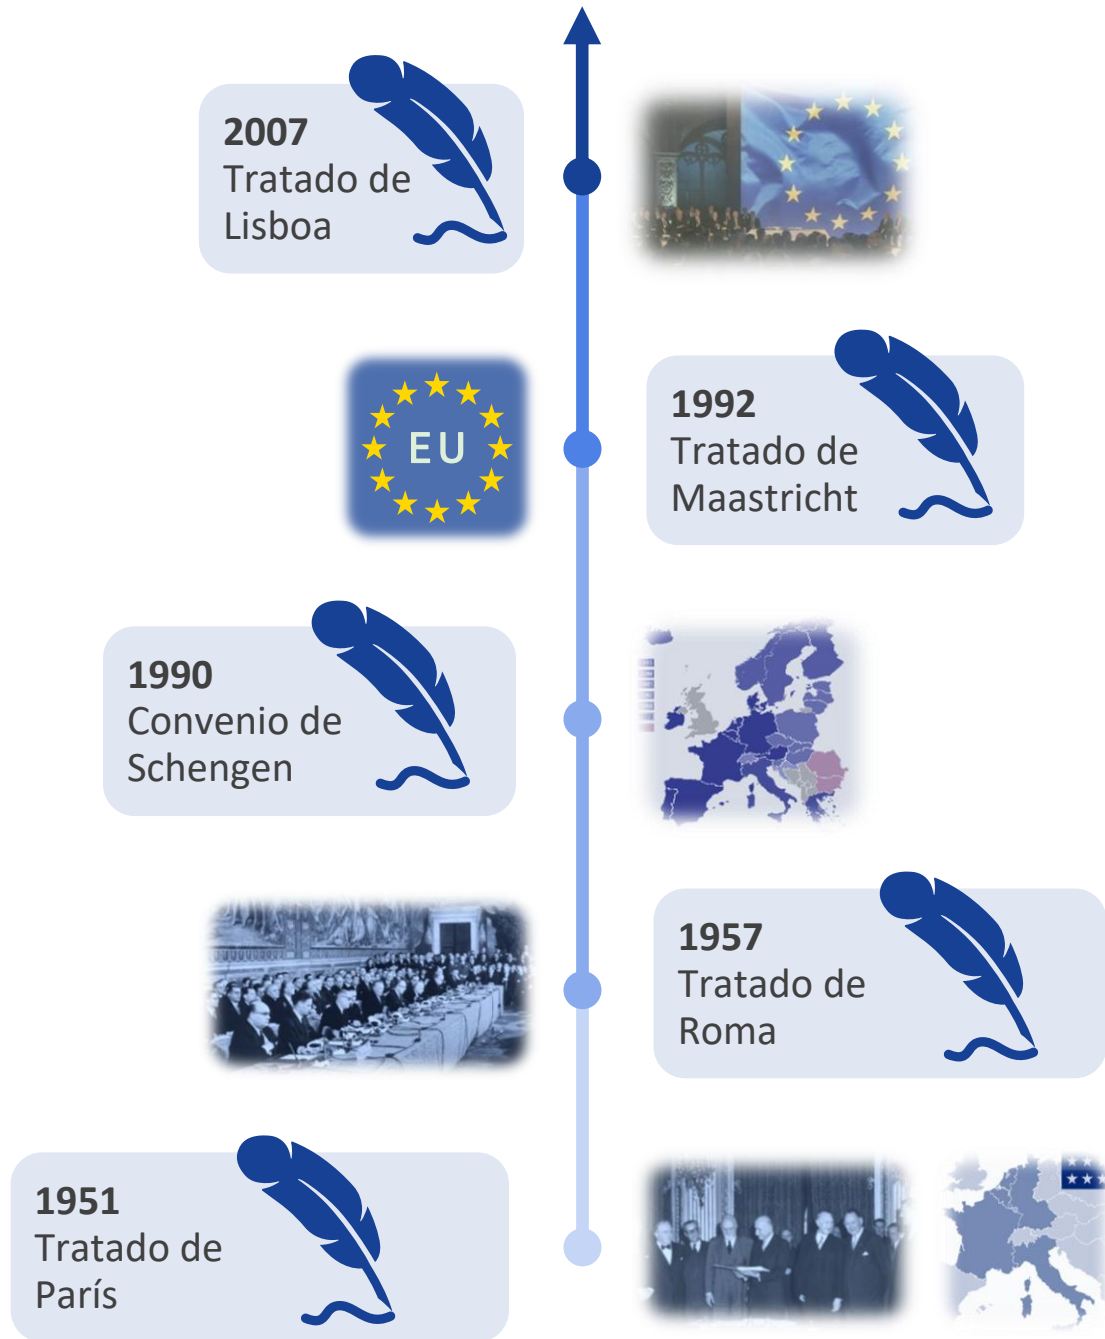 2007
Tratado de
Lisboa
EU
1992
Tratado de
Maastricht
1990
Convenio de
Schengen
1957
Tratado de
Roma
1951
Tratado de
París